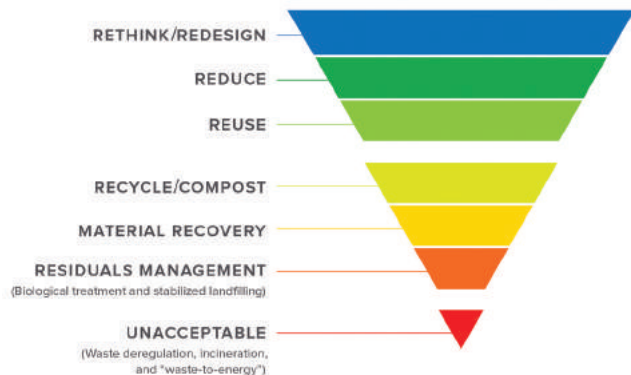 RETHINK/REDESIGN
REDUCE
REUSE
RECYCLE/COMPOST
MATERIAL RECOVERY
RESIDUALS MANAGEMENT
(Biological treatment and stabilized landfilling)
UNACCEPTABLE
(Waste deregulation, incineration,
and "waste-to-energy")